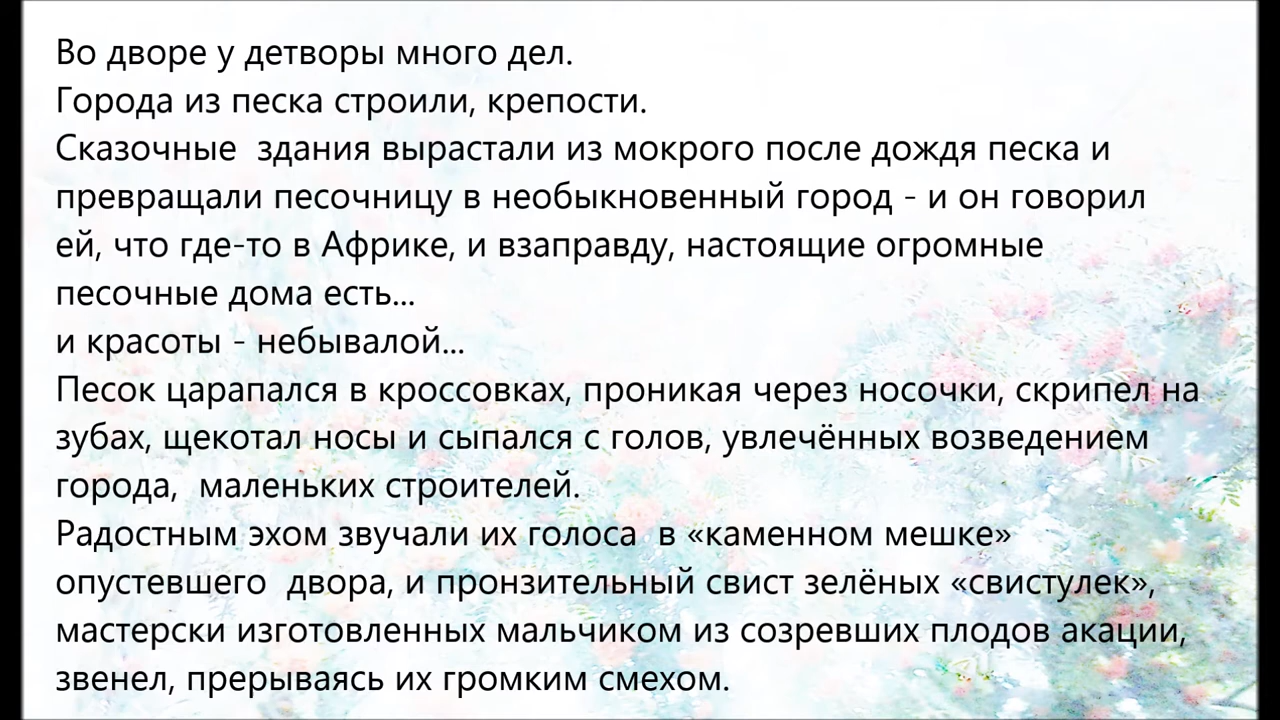 Во дворе у детворы много дел.
Города из песка строили, крепости.
Сказочные  здания вырастали из мокрого после дождя песка и
превращали песочницу в необыкновенный город - и он говорил
ей, что где-то в Африке, и взаправду, настоящие огромные
песочные дома есть...
и красоты - небывалой...
Песок царапался в кроссовках, проникая через носочки, скрипел на
зубах, щекотал носы и сыпался с голов, увлечённых возведением
города,  маленьких строителей.
Радостным эхом звучали их голоса  в «каменном мешке»
опустевшего  двора, и пронзительный свист зелёных «свистулек»,
мастерски изготовленных мальчиком из созревших плодов акации,
звенел, прерываясь их громким смехом.